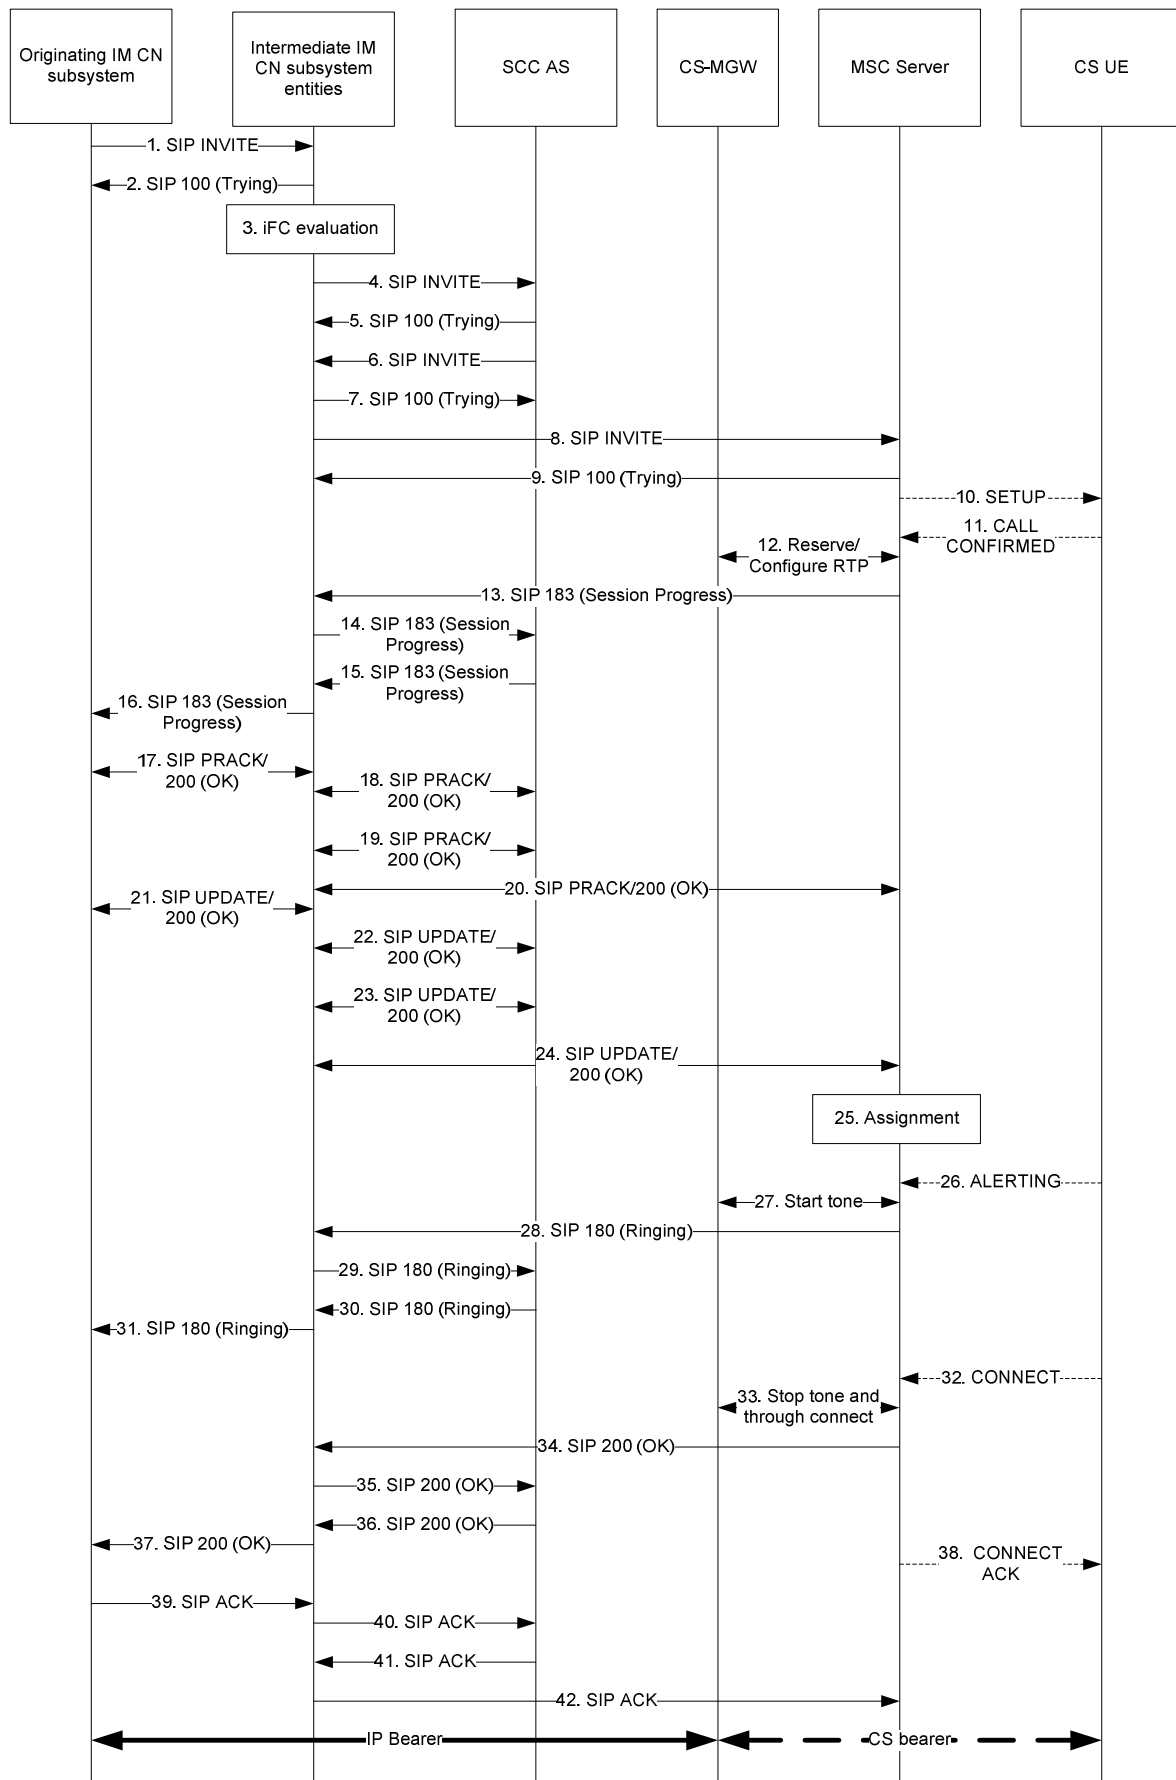 Originating IM CN
subsystem
Intermediate IM
CN subsystem
entities
SCC AS
CS-MGW
MSC Server
CS UE
1. SIP INVITE
2. SIP 100 (Trying)
3. iFC evaluation
4. SIP INVITE
5. SIP 100 (Trying)
6. SIP INVITE
7. SIP 100 (Trying)
8. SIP INVITE
9. SIP 100 (Trying)
10. SETUP
11. CALL
CONFIRMED
12. Reserve/
Configure RTP
13. SIP 183 (Session Progress)
14. SIP 183 (Session
Progress)
15. SIP 183 (Session
Progress)
16. SIP 183 (Session
Progress)
17. SIP PRACK/
200 (OK)
18. SIP PRACK/
200 (OK)
19. SIP PRACK/
200 (OK)
20. SIP PRACK/200 (OK)
21. SIP UPDATE/
200 (OK)
22. SIP UPDATE/
200 (OK)
23. SIP UPDATE/
200 (OK)
24. SIP UPDATE/
200 (OK)
25. Assignment
26. ALERTING
27. Start tone
28. SIP 180 (Ringing)
29. SIP 180 (Ringing)
30. SIP 180 (Ringing)
31. SIP 180 (Ringing)
32. CONNECT
33. Stop tone and
through connect
34. SIP 200 (OK)
35. SIP 200 (OK)
36. SIP 200 (OK)
37. SIP 200 (OK)
38. CONNECT
ACK
39. SIP ACK
40. SIP ACK
41. SIP ACK
42. SIP ACK
IP Bearer
CS bearer